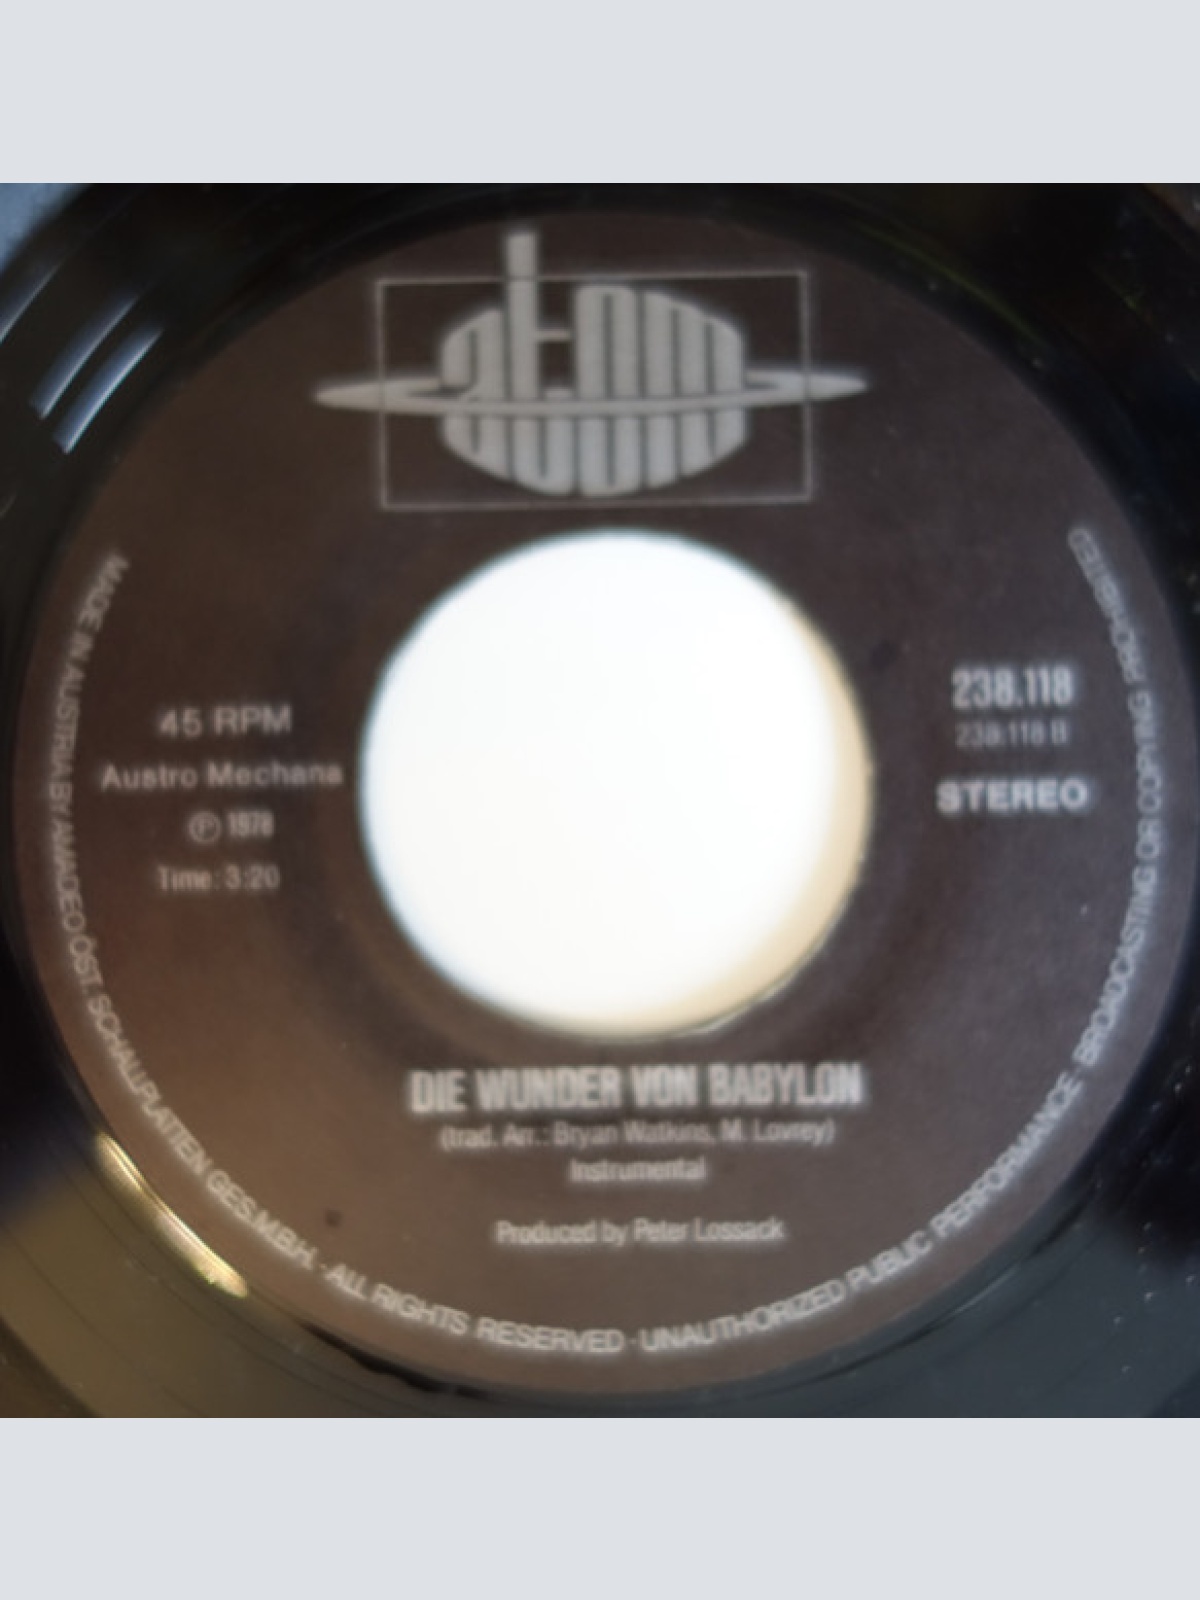 atom
45 RPM
Austro Mechana
Ⓟ 1978
Time: 3:20
238.118
238.118 B
STEREO
DIE WUNDER VON BABYLON
(trad. Arr.: Bryan Watkins, M. Lovrey)
Instrumental
Produced by Peter Lossack
MADE IN AUSTRIA BY AMADEO ÖST. SCHALLPLATTEN GES.M.B.H. · ALL RIGHTS RESERVED · UNAUTHORIZED PUBLIC PERFORMANCE · BROADCASTING OR COPYING PROHIBITED